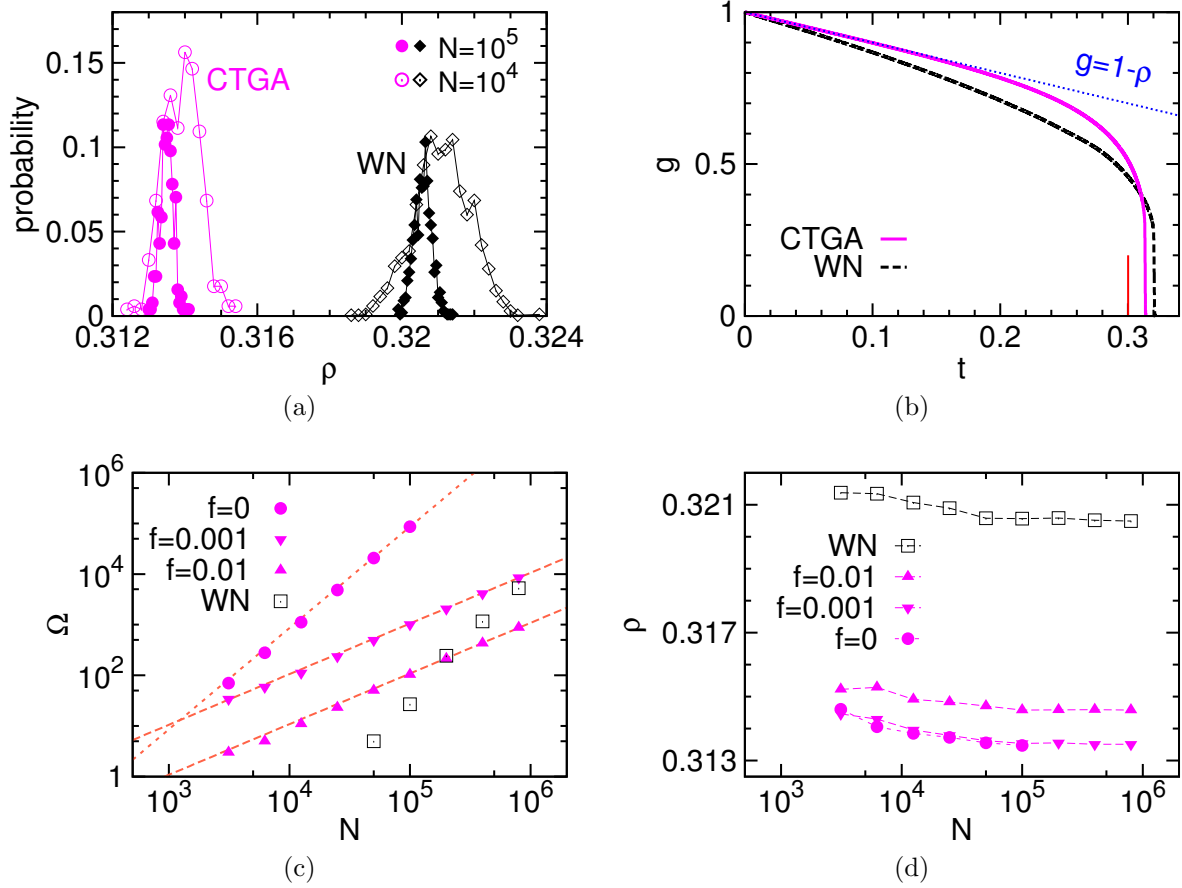 probability
0.15
0.1
0.05
0
CTGA
WN
N=10⁵
N=10⁴
0.312
0.316
0.32
0.324
ρ
(a)
g
1
0.5
0
g=1-ρ
CTGA
WN
0
0.1
0.2
0.3
t
(b)
Ω
10⁶
10⁴
10²
1
f=0
f=0.001
f=0.01
WN
10³
10⁴
10⁵
10⁶
N
(c)
ρ
0.321
0.317
0.313
WN
f=0.01
f=0.001
f=0
10³
10⁴
10⁵
10⁶
N
(d)